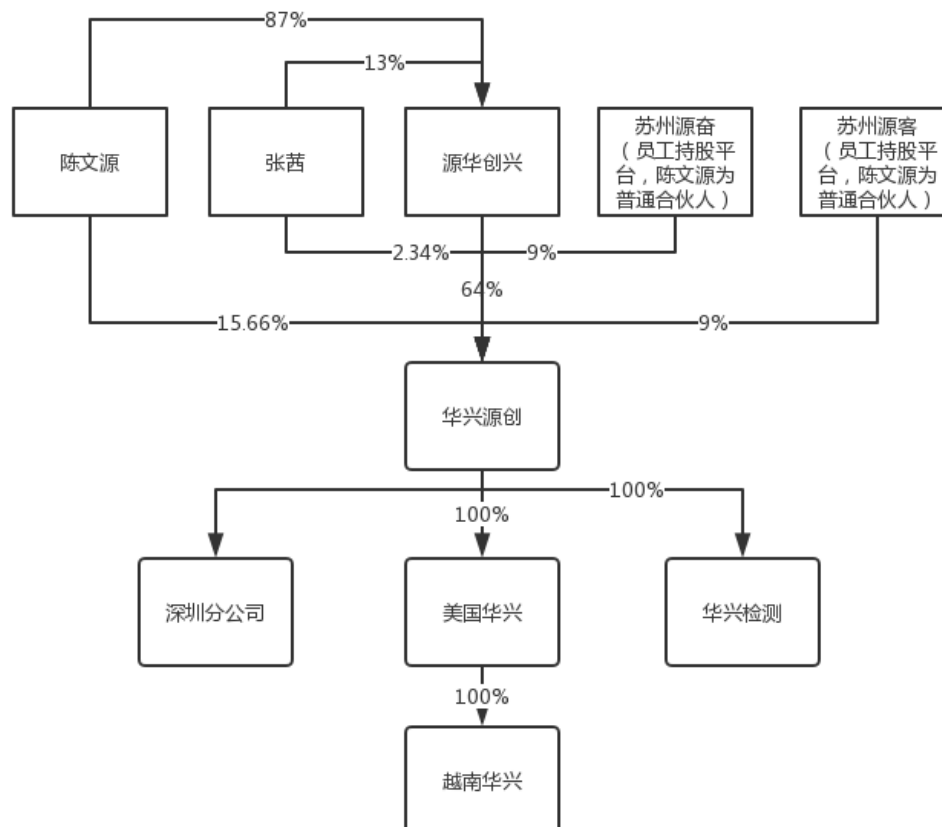 87%
13%
陈文源
张茜
源华创兴
苏州源奋
（员工持股平
台，陈文源为
普通合伙人）
苏州源客
（员工持股平
台，陈文源为
普通合伙人）
2.34%
9%
64%
15.66%
9%
华兴源创
100%
100%
深圳分公司
美国华兴
华兴检测
100%
越南华兴